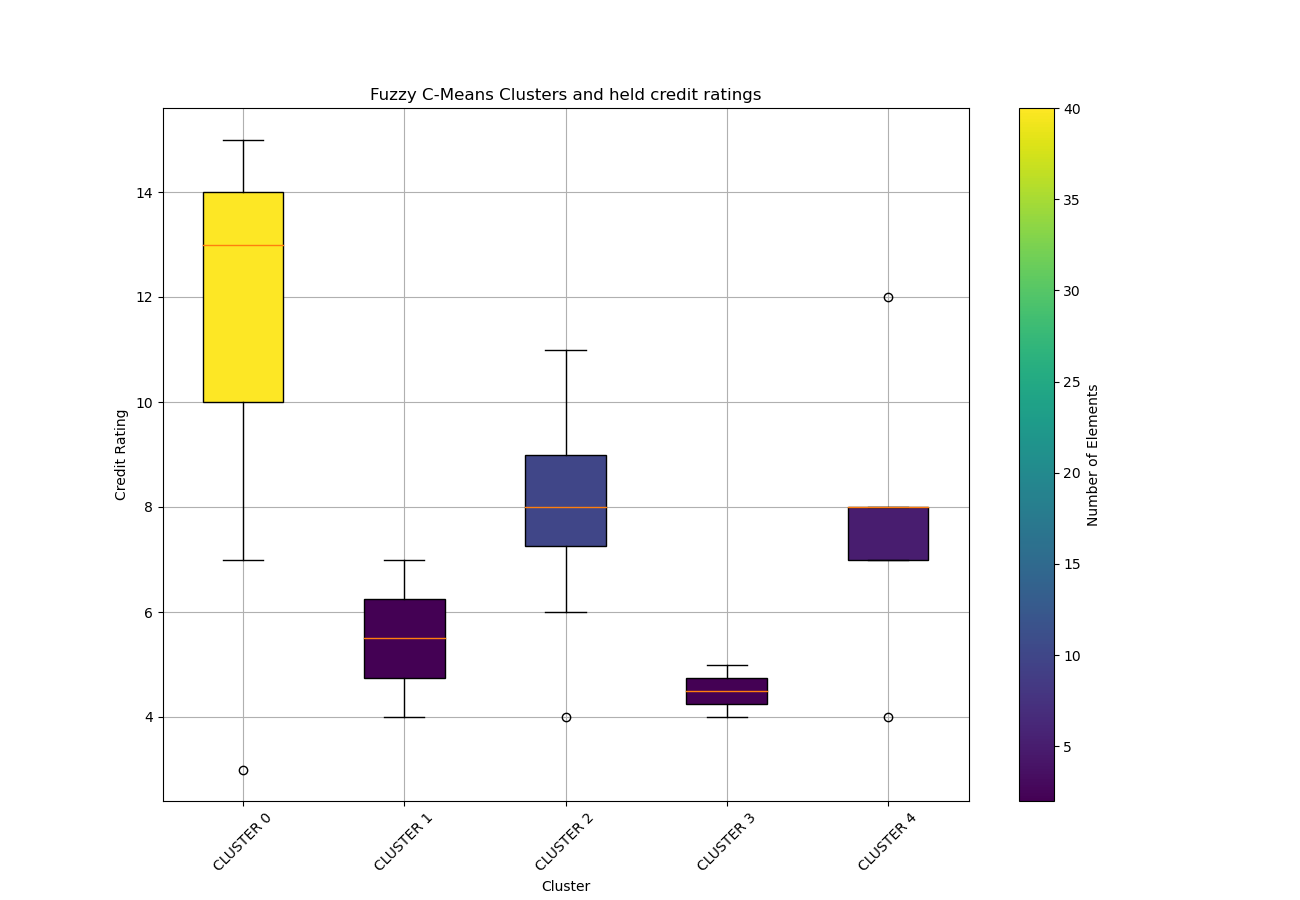 Fuzzy C-Means Clusters and held credit ratings
Credit Rating
14
12
10
8
6
4
CLUSTER 0
CLUSTER 1
CLUSTER 2
CLUSTER 3
CLUSTER 4
Cluster
40
35
30
25
20
15
10
5
Number of Elements